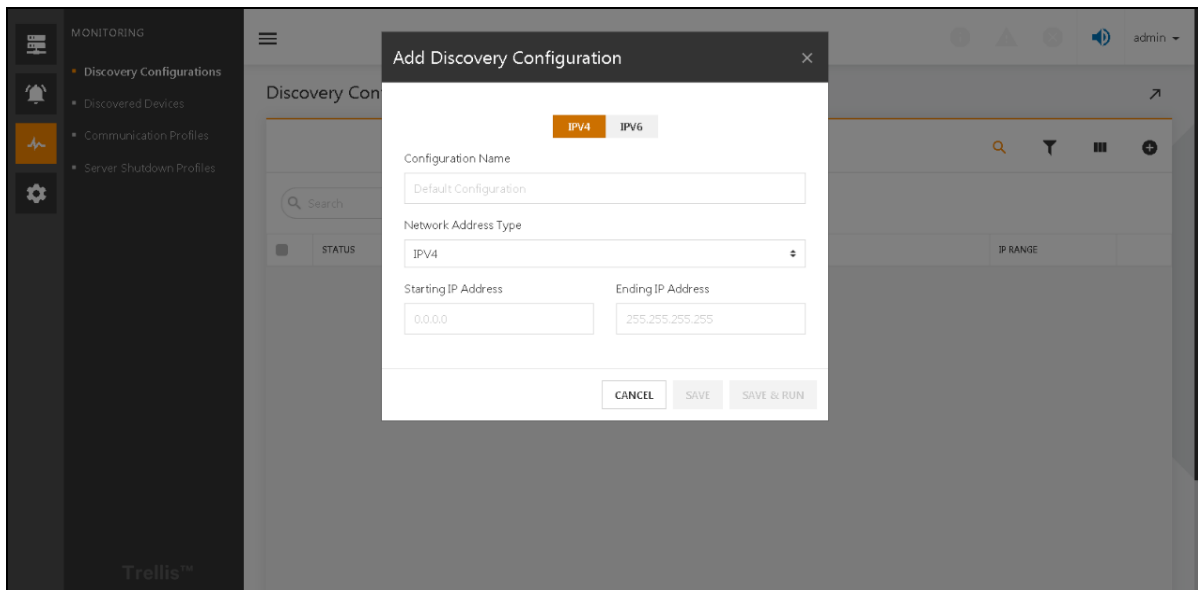 MONITORING
Discovery Configurations
Discovered Devices
Communication Profiles
Server Shutdown Profiles
Trellis™
admin
Discovery Con
Search
STATUS
IP RANGE
Add Discovery Configuration
IPV4 IPV6
Configuration Name
Default Configuration
Network Address Type
IPV4
Starting IP Address Ending IP Address
0.0.0.0 255.255.255.255
CANCEL SAVE SAVE & RUN